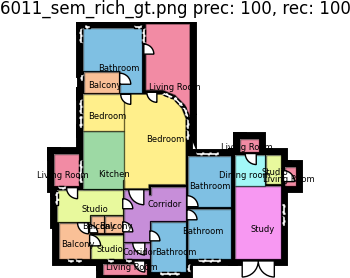 6011_sem_rich_gt.png prec: 100, rec: 100
Bathroom
Balcony
Living Room
Bedroom
Bedroom
Living Room
Kitchen
Living Room
Dining room
Studio
Living Room
Bathroom
Corridor
Studio
Balcony
Balcony
Bathroom
Study
Balcony
Studio
Corridor
Bathroom
Living Room